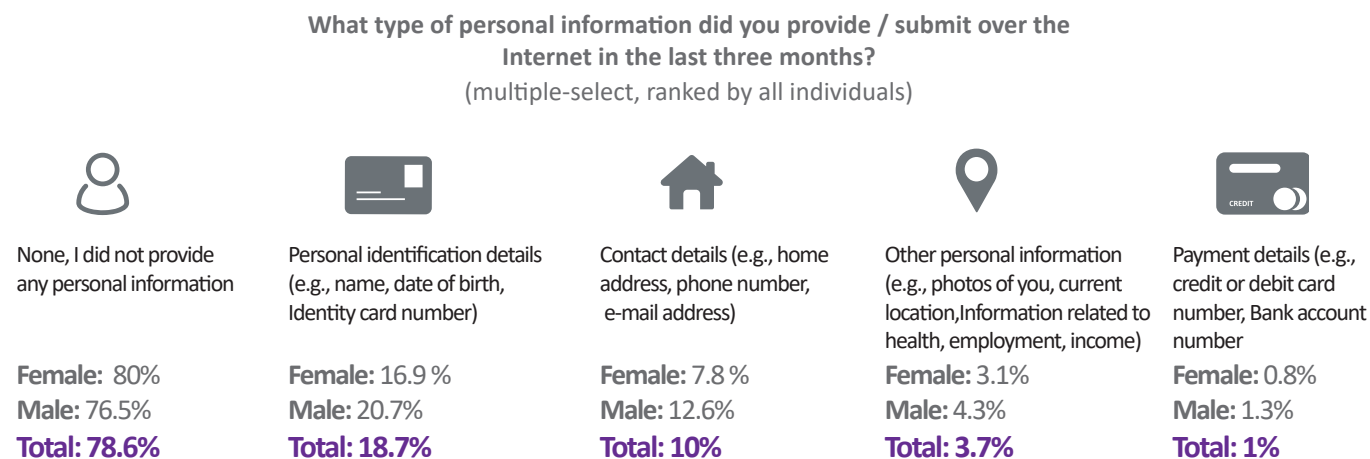 What type of personal information did you provide / submit over the
Internet in the last three months?
(multiple-select, ranked by all individuals)
CREDIT
None, I did not provide
any personal information
Female: 80%
Male: 76.5%
Total: 78.6%
Personal identification details
(e.g., name, date of birth,
Identity card number)
Female: 16.9 %
Male: 20.7%
Total: 18.7%
Contact details (e.g., home
address, phone number,
e-mail address)
Female: 7.8 %
Male: 12.6%
Total: 10%
Other personal information
(e.g., photos of you, current
location,Information related to
health, employment, income)
Female: 3.1%
Male: 4.3%
Total: 3.7%
Payment details (e.g.,
credit or debit card
number, Bank account
number
Female: 0.8%
Male: 1.3%
Total: 1%